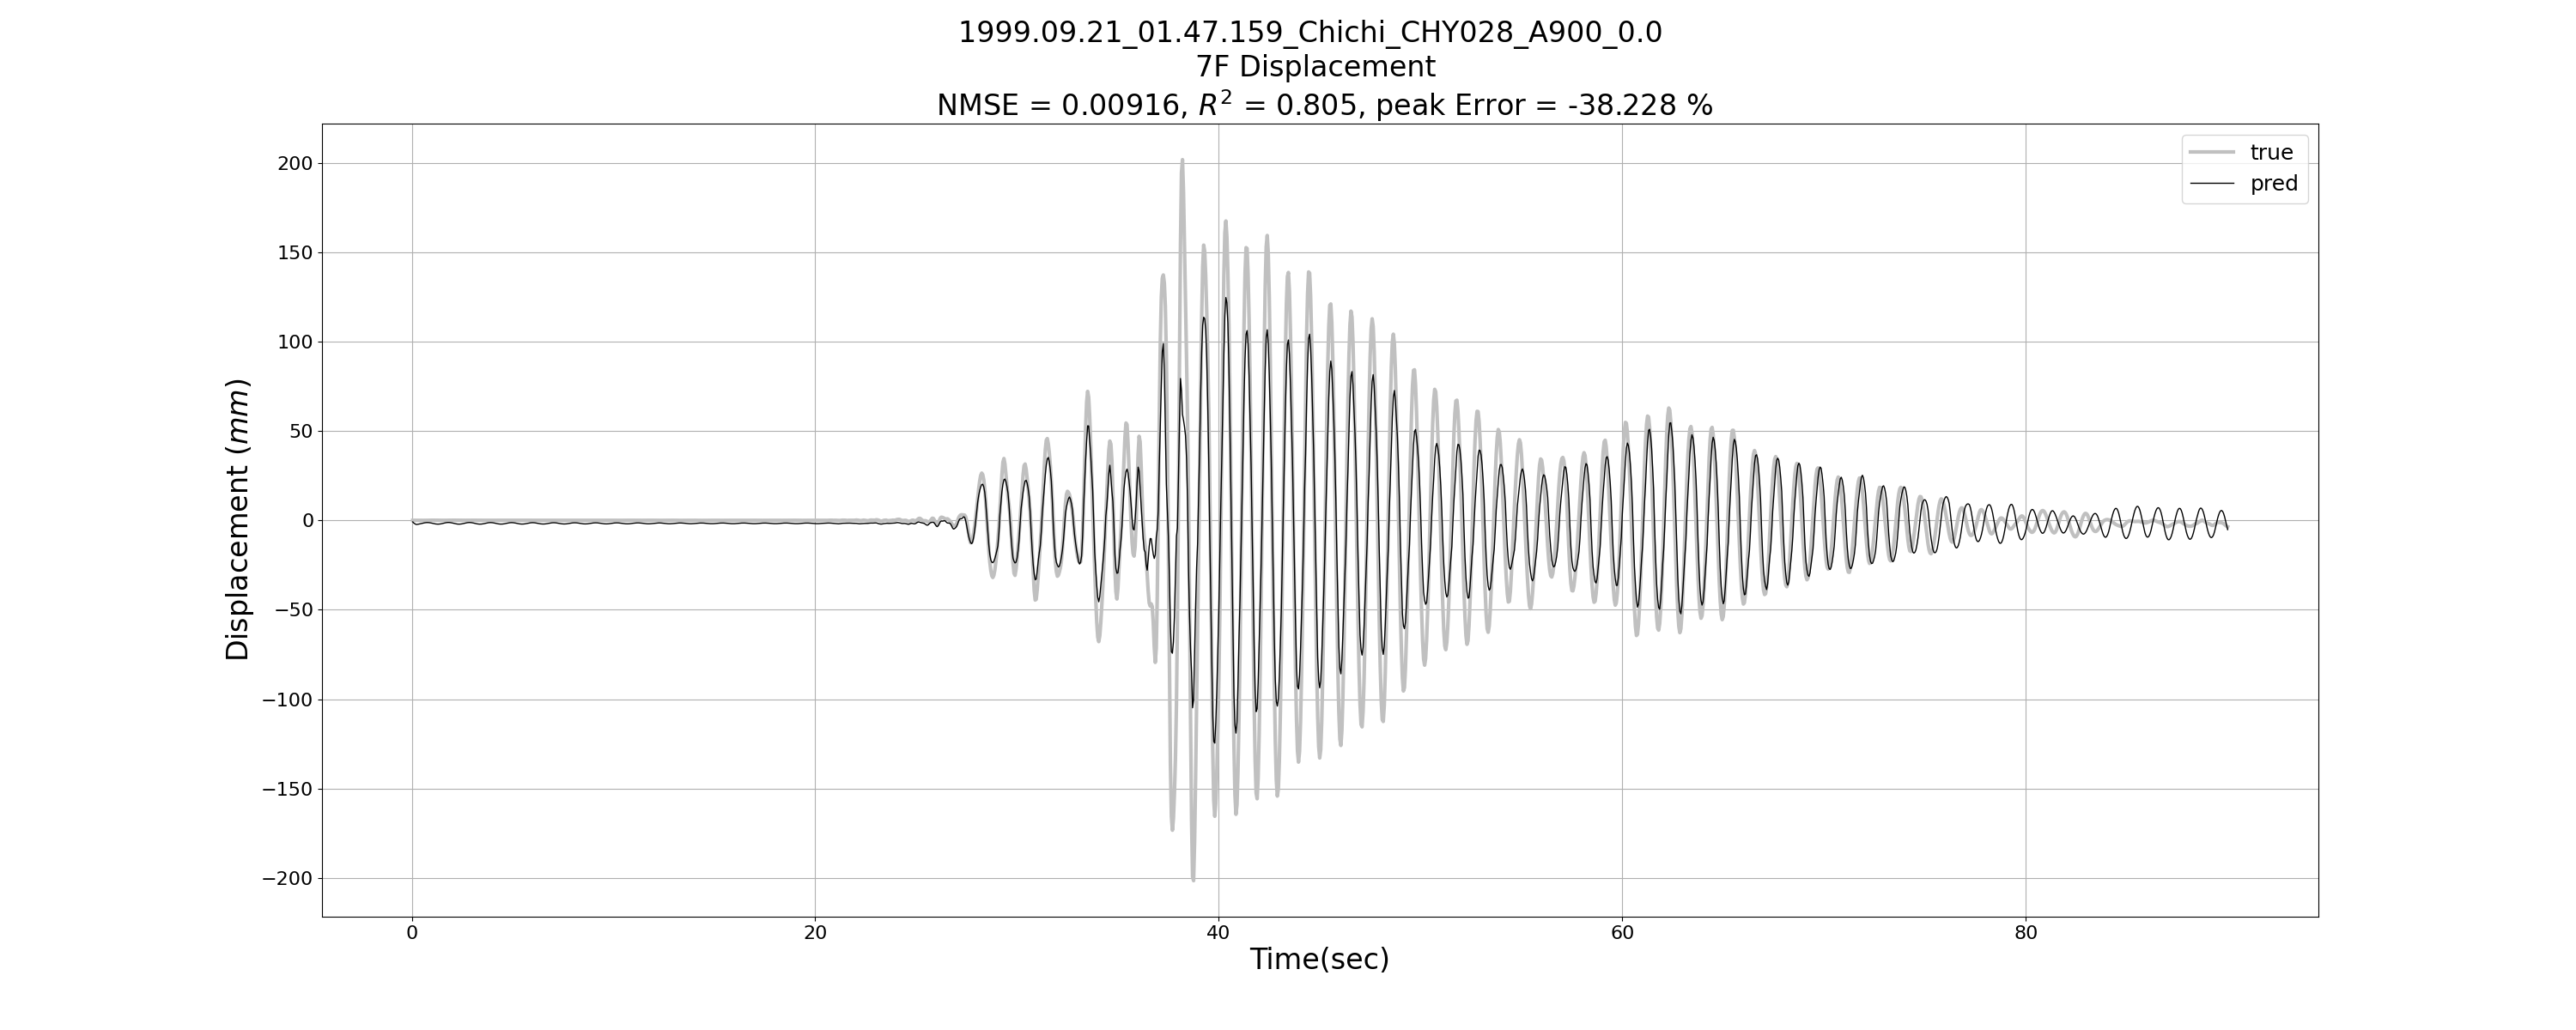 1999.09.21_01.47.159_Chichi_CHY028_A900_0.0
7F Displacement
NMSE = 0.00916, R² = 0.805, peak Error = -38.228 %
true
pred
200
150
100
50
0
−50
−100
−150
−200
Displacement (mm)
0 20 40 60 80
Time(sec)